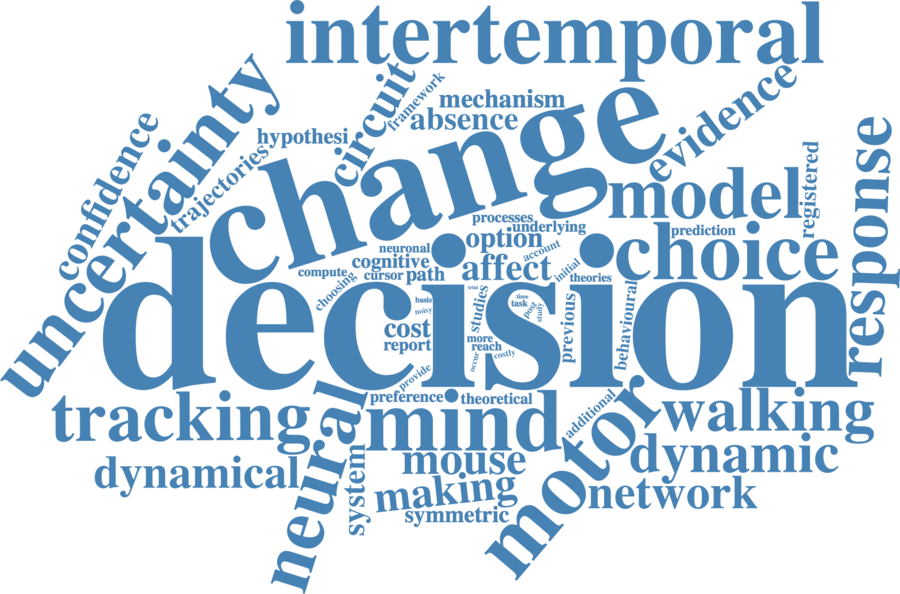 intertemporal
circuit
framework
mechanism
absence
evidence
uncertainty
confidence
hypothesi
trajectories
change
model
registered
response
processes
underlying
prediction
option
account
choice
neuronal
cognitive
compute
cursor
path
choosing
affect
initial
theories
decision
trial
basis
noisy
studies
time
task
post
study
previous
behavioural
cost
report
more
reach
costly
occur
provide
preference
theoretical
additional
tracking
neural
mind
motor
walking
dynamical
system
mouse
dynamic
making
network
symmetric